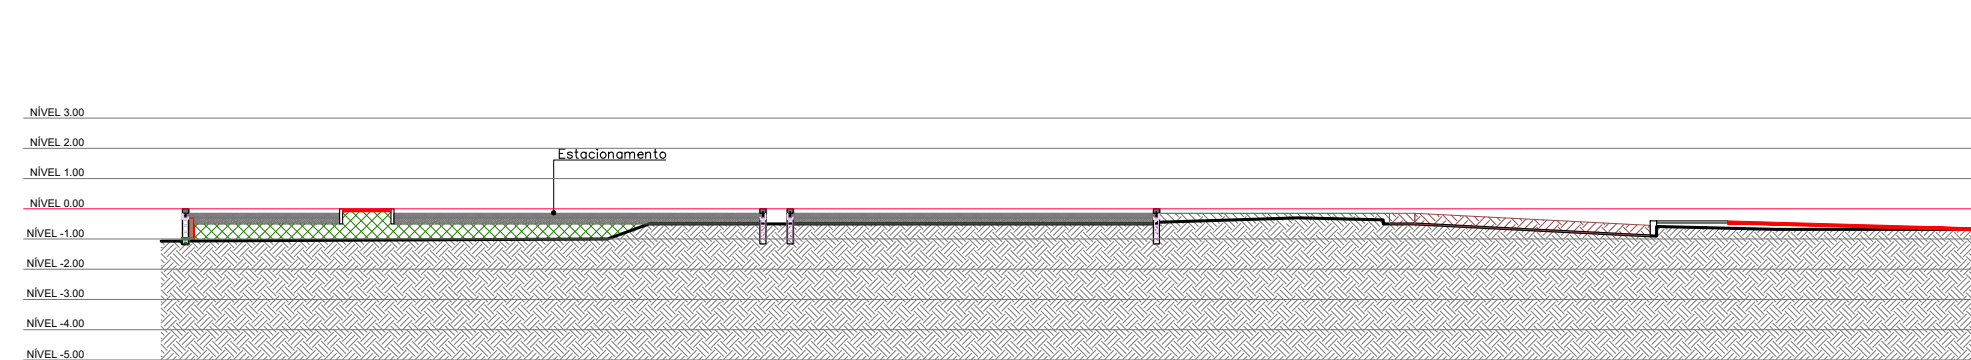 NÍVEL 3.00
NÍVEL 2.00
Estacionamento
NÍVEL 1.00
NÍVEL 0.00
NÍVEL -1.00
NÍVEL -2.00
NÍVEL -3.00
NÍVEL -4.00
NÍVEL -5.00